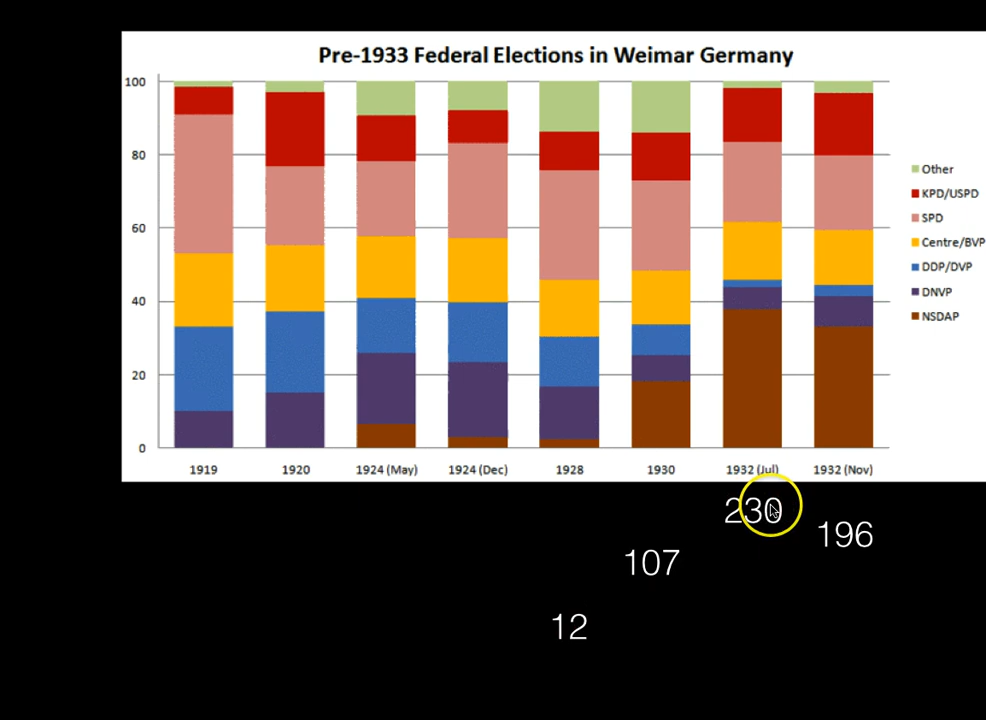 Pre-1933 Federal Elections in Weimar Germany
100
80
60
40
20
0
1919 1920 1924 (May) 1924 (Dec) 1928 1930 1932 (Jul) 1932 (Nov)
Other
KPD/USPD
SPD
Centre/BVP
DDP/DVP
DNVP
NSDAP
230
196
107
12